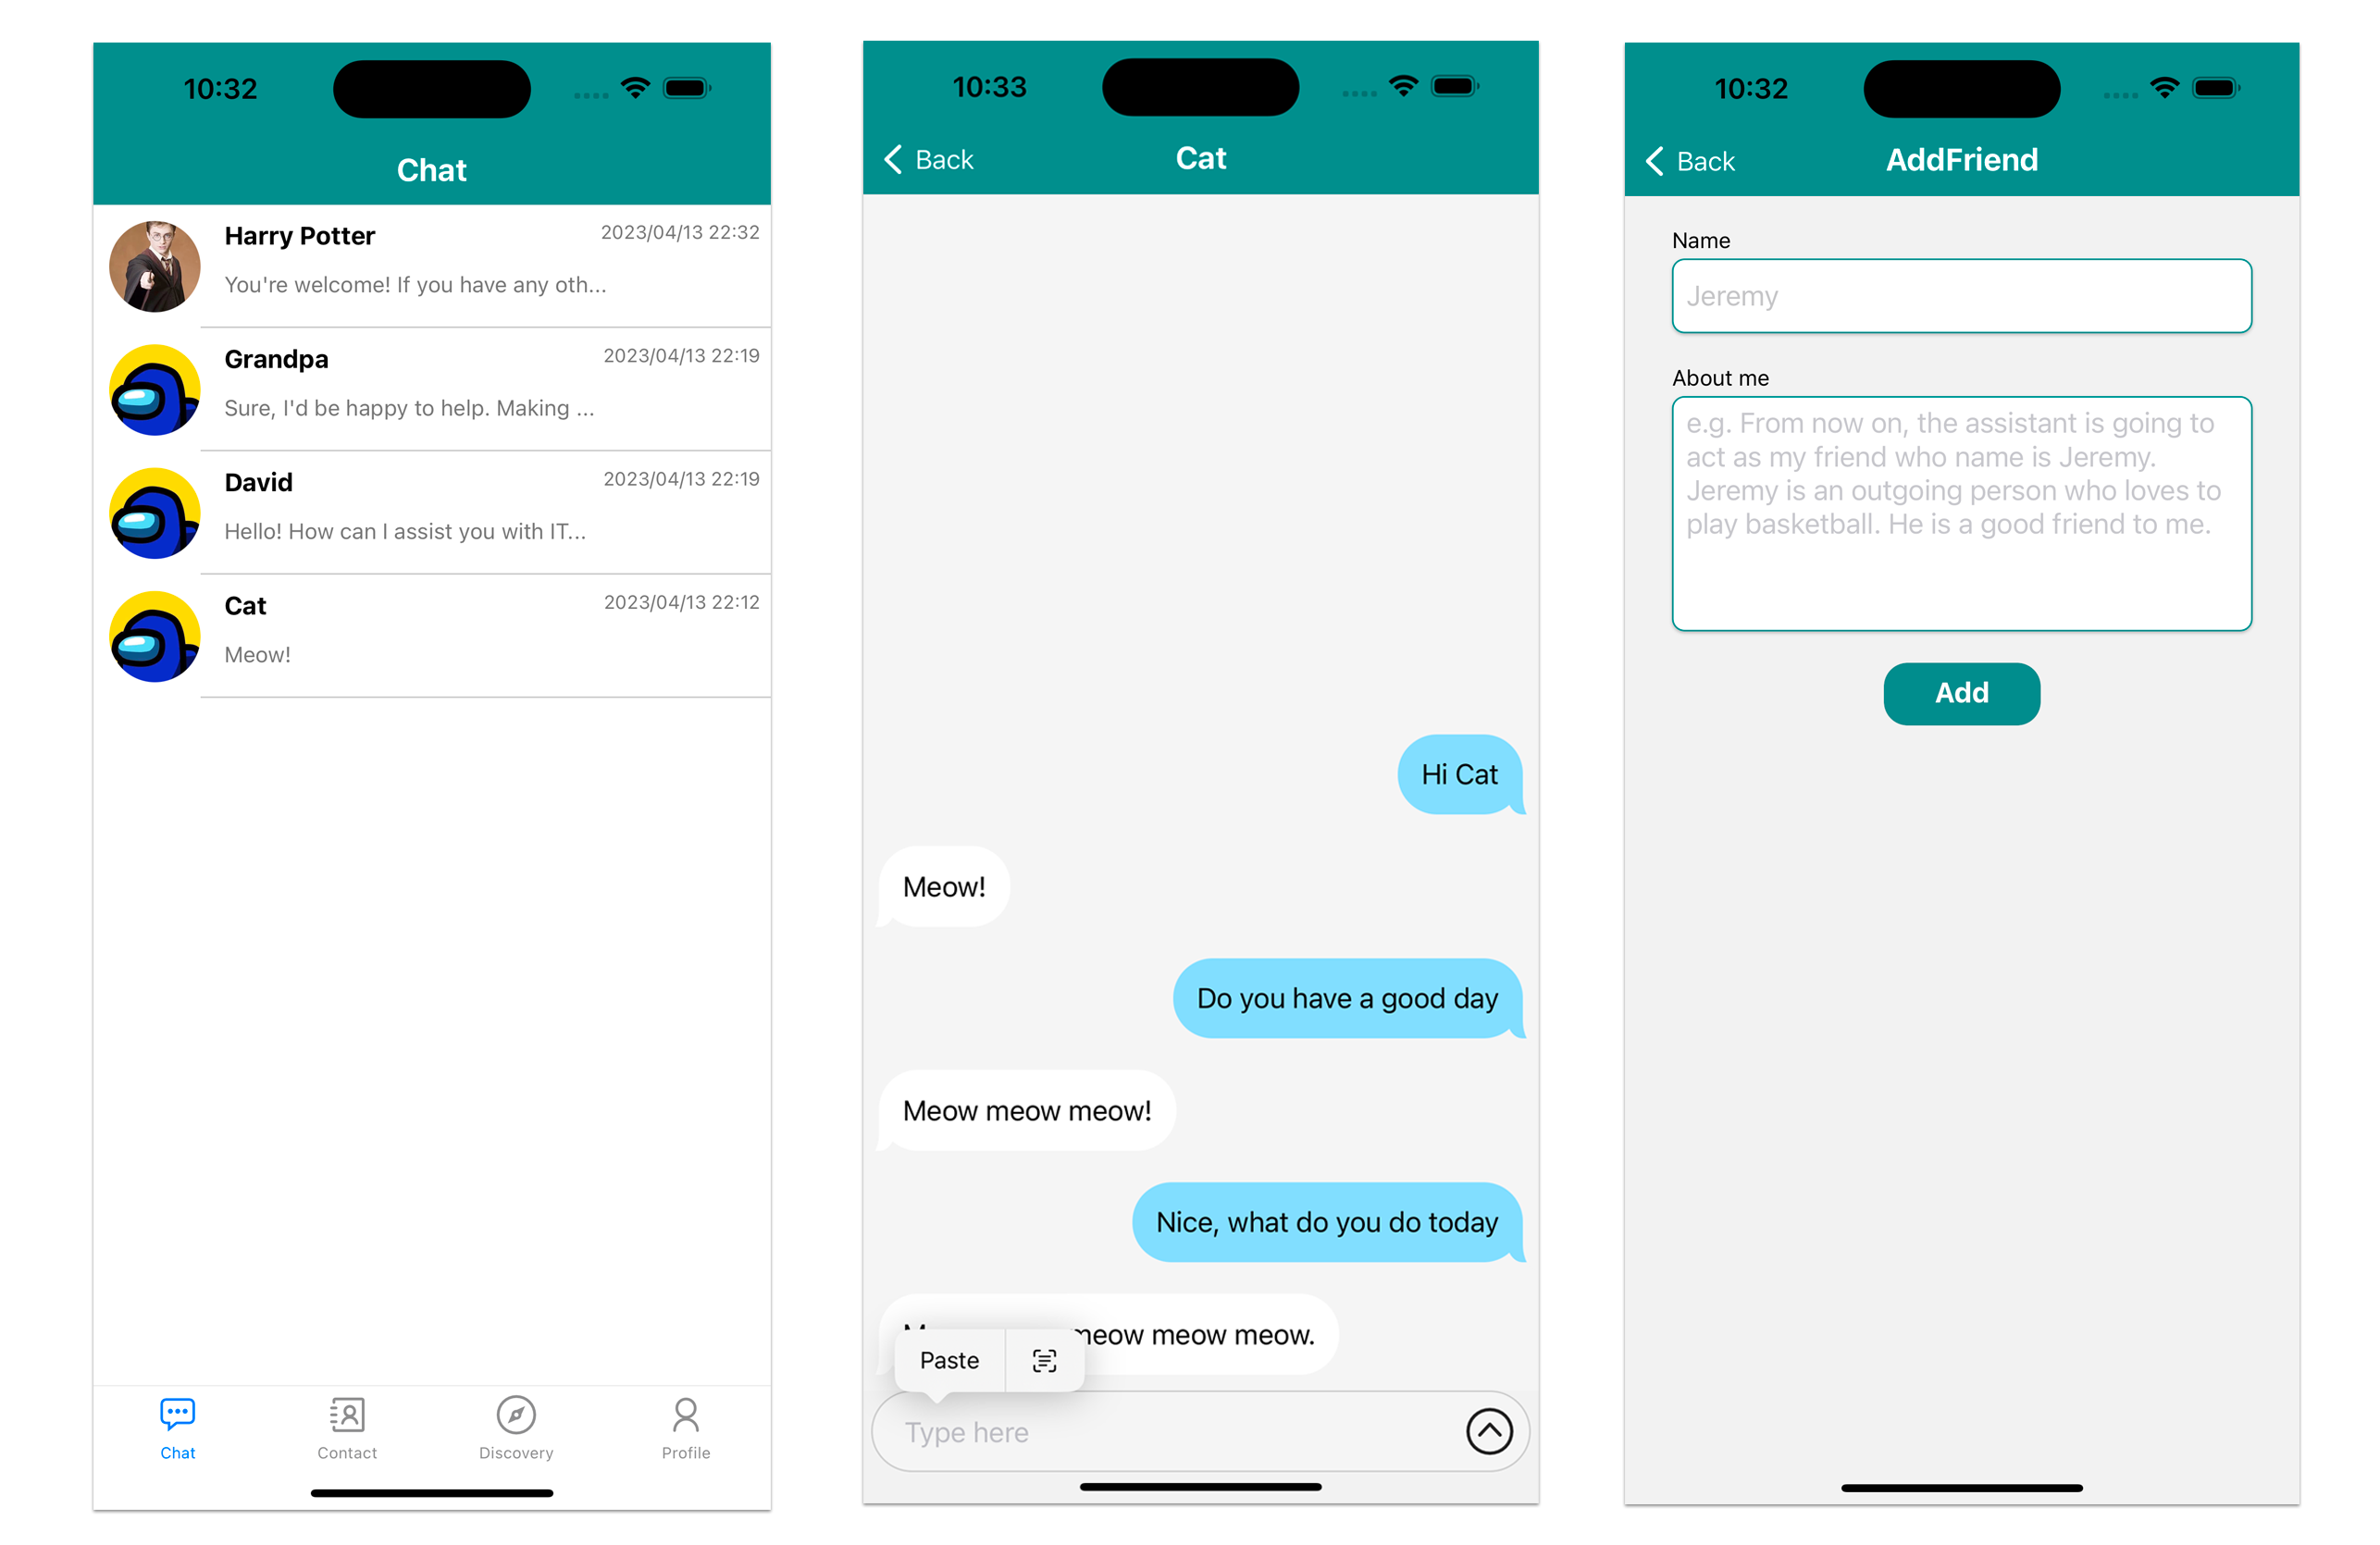 10:32
Chat
Harry Potter
2023/04/13 22:32
You're welcome! If you have any oth...
Grandpa
2023/04/13 22:19
Sure, I'd be happy to help. Making ...
David
2023/04/13 22:19
Hello! How can I assist you with IT...
Cat
2023/04/13 22:12
Meow!
Chat
Contact
Discovery
Profile
10:33
Back
Cat
Hi Cat
Meow!
Do you have a good day
Meow meow meow!
Nice, what do you do today
meow meow meow.
Paste
Type here
10:32
Back
AddFriend
Name
Jeremy
About me
e.g. From now on, the assistant is going to
act as my friend who name is Jeremy.
Jeremy is an outgoing person who loves to
play basketball. He is a good friend to me.
Add